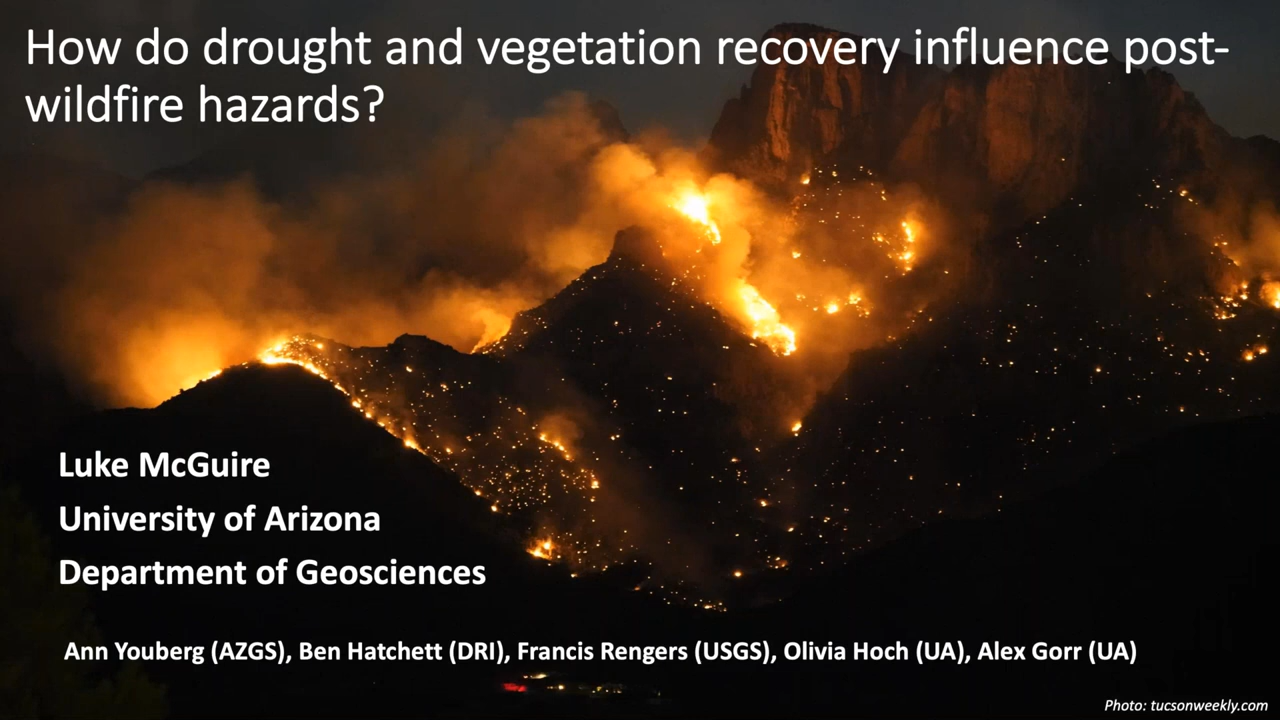 How do drought and vegetation recovery influence post-
wildfire hazards?
Luke McGuire
University of Arizona
Department of Geosciences
Ann Youberg (AZGS), Ben Hatchett (DRI), Francis Rengers (USGS), Olivia Hoch (UA), Alex Gorr (UA)
Photo: tucsonweekly.com